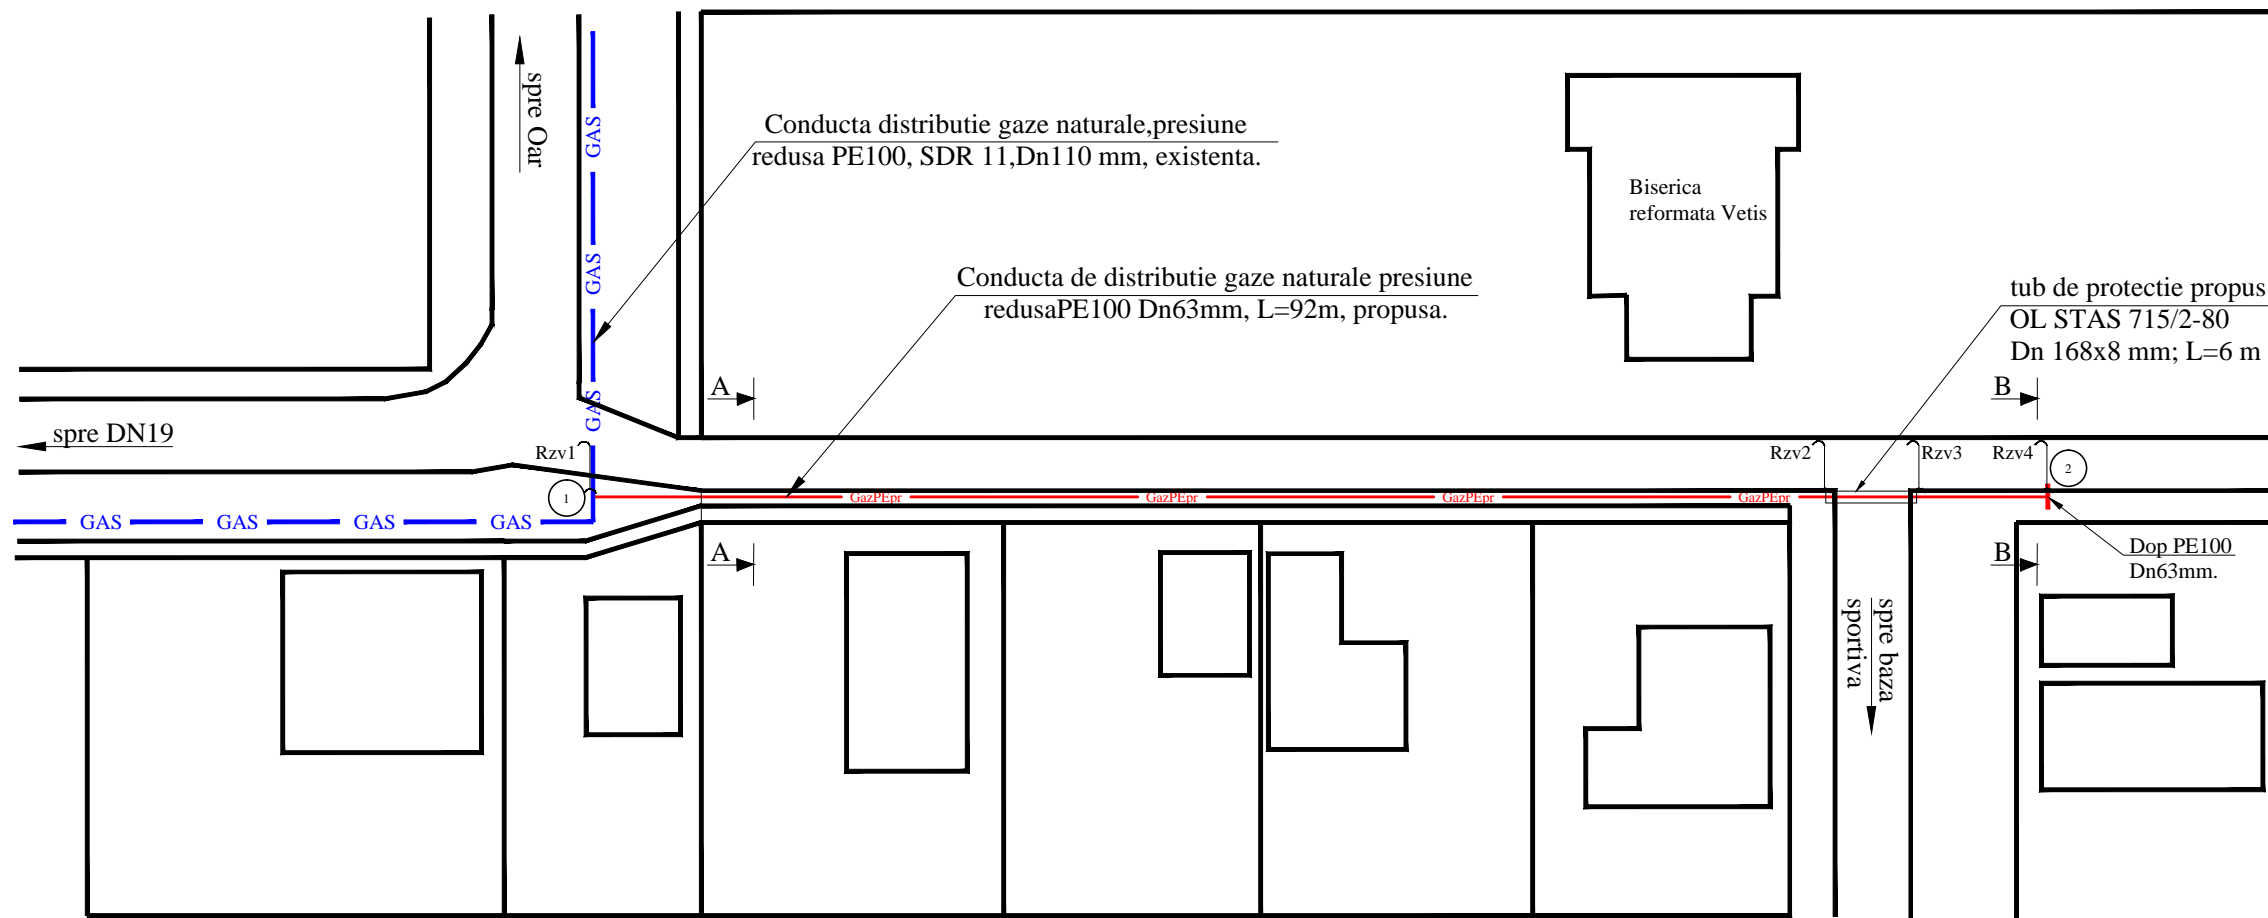 spre Oar
GAS
GAS
GAS
GAS
Conducta distributie gaze naturale,presiune
redusa PE100, SDR 11,Dn110 mm, existenta.
Biserica
reformata Vetis
Conducta de distributie gaze naturale presiune
redusaPE100 Dn63mm, L=92m, propusa.
tub de protectie propus
OL STAS 715/2-80
Dn 168x8 mm; L=6 m
A
B
spre DN19
Rzv1
Rzv2
Rzv3
Rzv4
1
2
GazPEpr
GazPEpr
GazPEpr
GazPEpr
GAS
GAS
GAS
GAS
A
B
Dop PE100
Dn63mm.
spre baza
sportiva